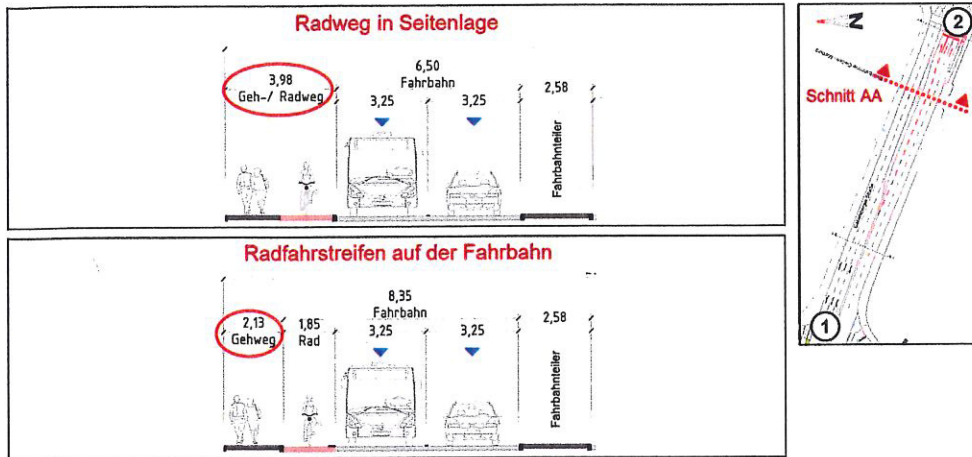 Radweg in Seitenlage
3,98
Geh-/ Radweg
6,50
Fahrbahn
3,25
3,25
2,58
Fahrbahnteiler
Radfahrstreifen auf der Fahrbahn
2,13
Gehweg
1,85
Rad
8,35
Fahrbahn
3,25
3,25
2,58
Fahrbahnteiler
N
2
Schnitt AA
1